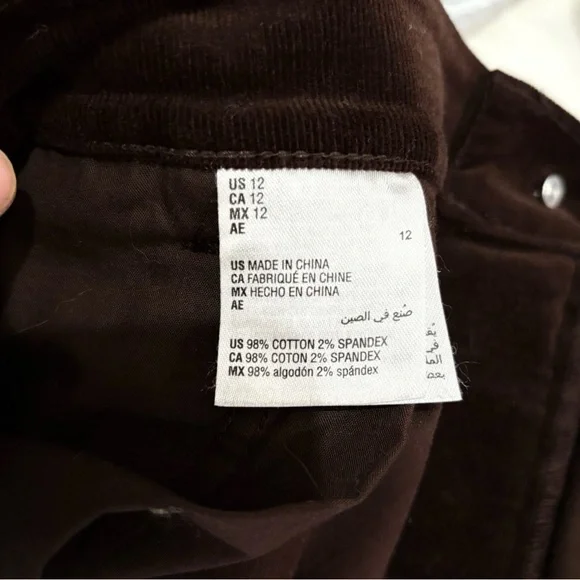 US 12
CA 12
MX 12
AE
12
US MADE IN CHINA
CA FABRIQUÉ EN CHINE
MX HECHO EN CHINA
AE
صُنع في الصين
US 98% COTTON 2% SPANDEX
CA 98% COTON 2% SPANDEX
MX 98% algodón 2% spándex